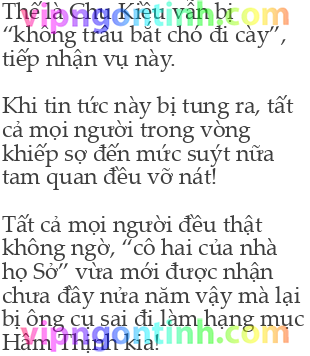 Thế là Chu Kiều vẫn bị
vipngontinh.com
“không trâu bắt chó đi cày”,
tiếp nhận vụ này.
Khi tin tức này bị tung ra, tất
cả mọi người trong vòng
khiếp sợ đến mức suýt nữa
tam quan đều vỡ nát!
Tất cả mọi người đều thật
không ngờ, “cô hai của nhà
họ Sở” vừa mới được nhận
chưa đầy nửa năm vậy mà lại
bị ông cụ sai đi làm hạng mục
vipngontinh.com
Hâm Thịnh kia!